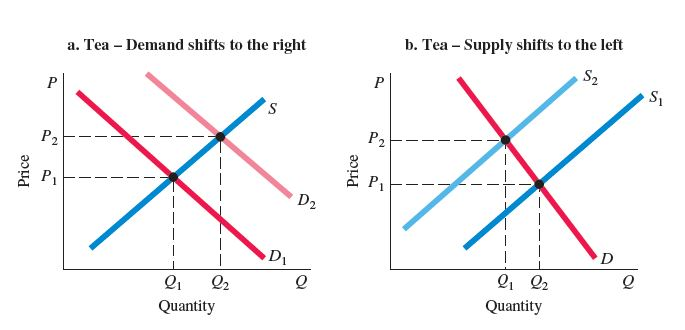 a. Tea – Demand shifts to the right
P
S
P2
P1
Price
D2
D1
Q1 Q2 Q
Quantity
b. Tea – Supply shifts to the left
P
S2
S1
P2
P1
Price
D
Q1 Q2 Q
Quantity